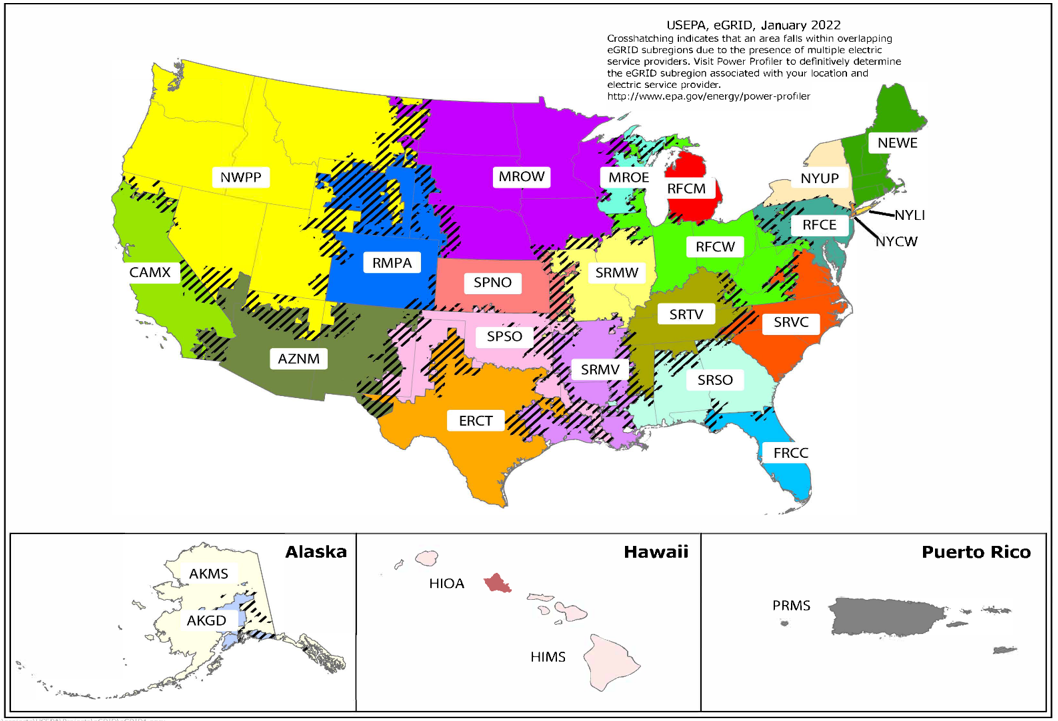 USEPA, eGRID, January 2022
Crosshatching indicates that an area falls within overlapping
eGRID subregions due to the presence of multiple electric
service providers. Visit Power Profiler to definitively determine
the eGRID subregion associated with your location and
electric service provider.
http://www.epa.gov/energy/power-profiler
NEWE
NWPP
MROW
MROE
RFCM
NYUP
NYLI
RFCE
NYCW
CAMX
RMPA
SRMW
RFCW
SPNO
SRTV
SRVC
SPSO
AZNM
SRMV
SRSO
ERCT
FRCC
Alaska
AKMS
AKGD
Hawaii
HIOA
HIMS
Puerto Rico
PRMS